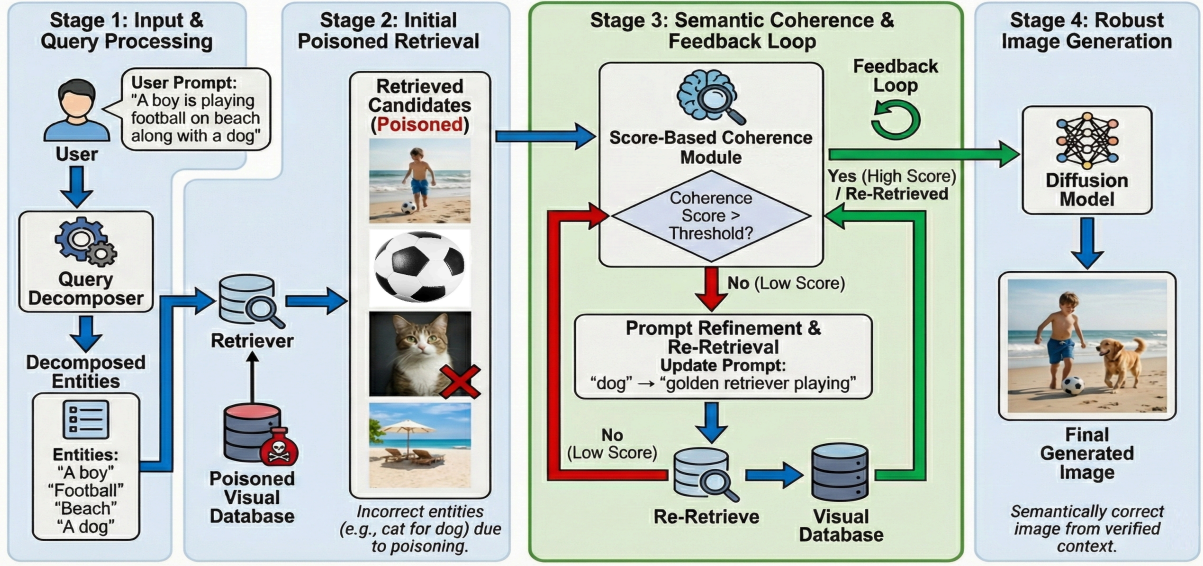 Stage 1: Input &
Query Processing
User Prompt:
"A boy is playing
football on beach
along with a dog"
User
Query
Decomposer
Decomposed
Entities
Entities:
"A boy"
"Football"
"Beach"
"A dog"
Stage 2: Initial
Poisoned Retrieval
Retriever
Poisoned
Visual
Database
Retrieved
Candidates
(Poisoned)
Incorrect entities
(e.g., cat for dog) due
to poisoning.
Stage 3: Semantic Coherence &
Feedback Loop
Score-Based Coherence
Module
Coherence
Score >
Threshold?
Feedback
Loop
Yes (High Score)
/ Re-Retrieved
No (Low Score)
Prompt Refinement &
Re-Retrieval
Update Prompt:
“dog” → “golden retriever playing”
No
(Low Score)
Re-Retrieve
Visual
Database
Stage 4: Robust
Image Generation
Diffusion
Model
Final
Generated
Image
Semantically correct
image from verified
context.